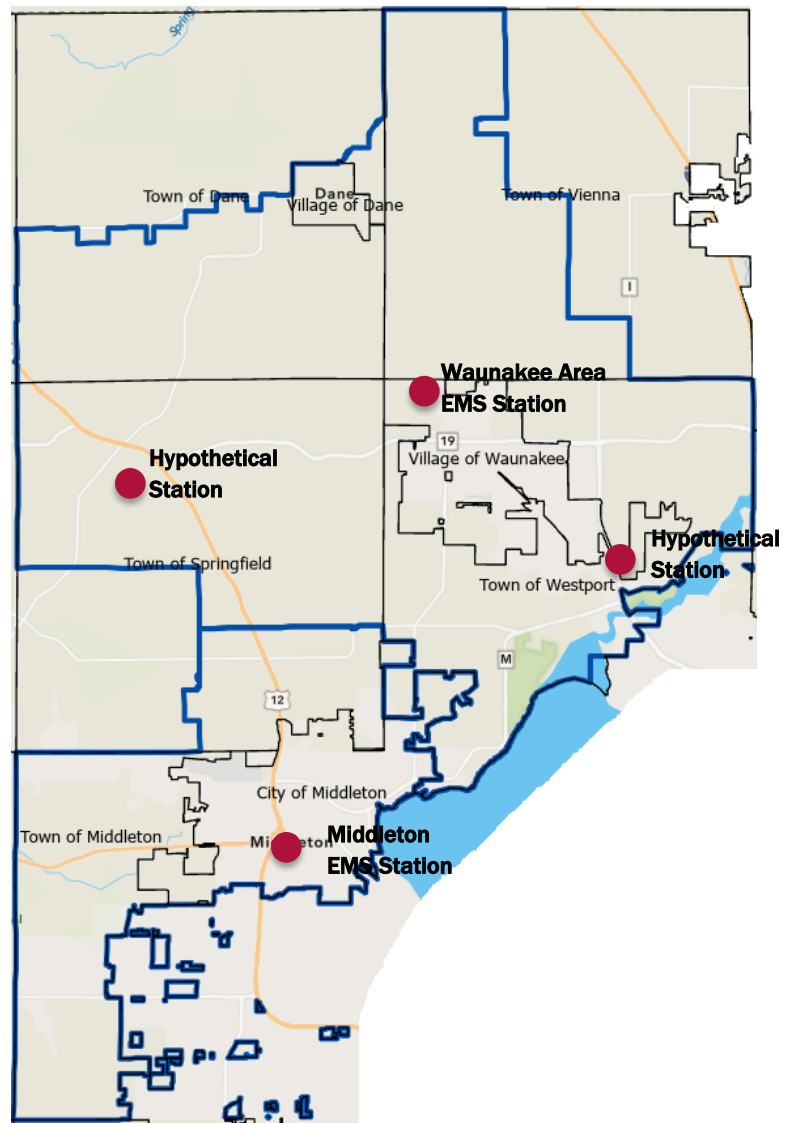 Spring
Town of Dane
Dane
Village of Dane
Town of Vienna
I
Waunakee Area
EMS Station
19
Village of Waunakee
Hypothetical
Station
Hypothetical
Station
Town of Springfield
Town of Westport
M
12
City of Middleton
Town of Middleton
Middleton
Middleton
EMS Station